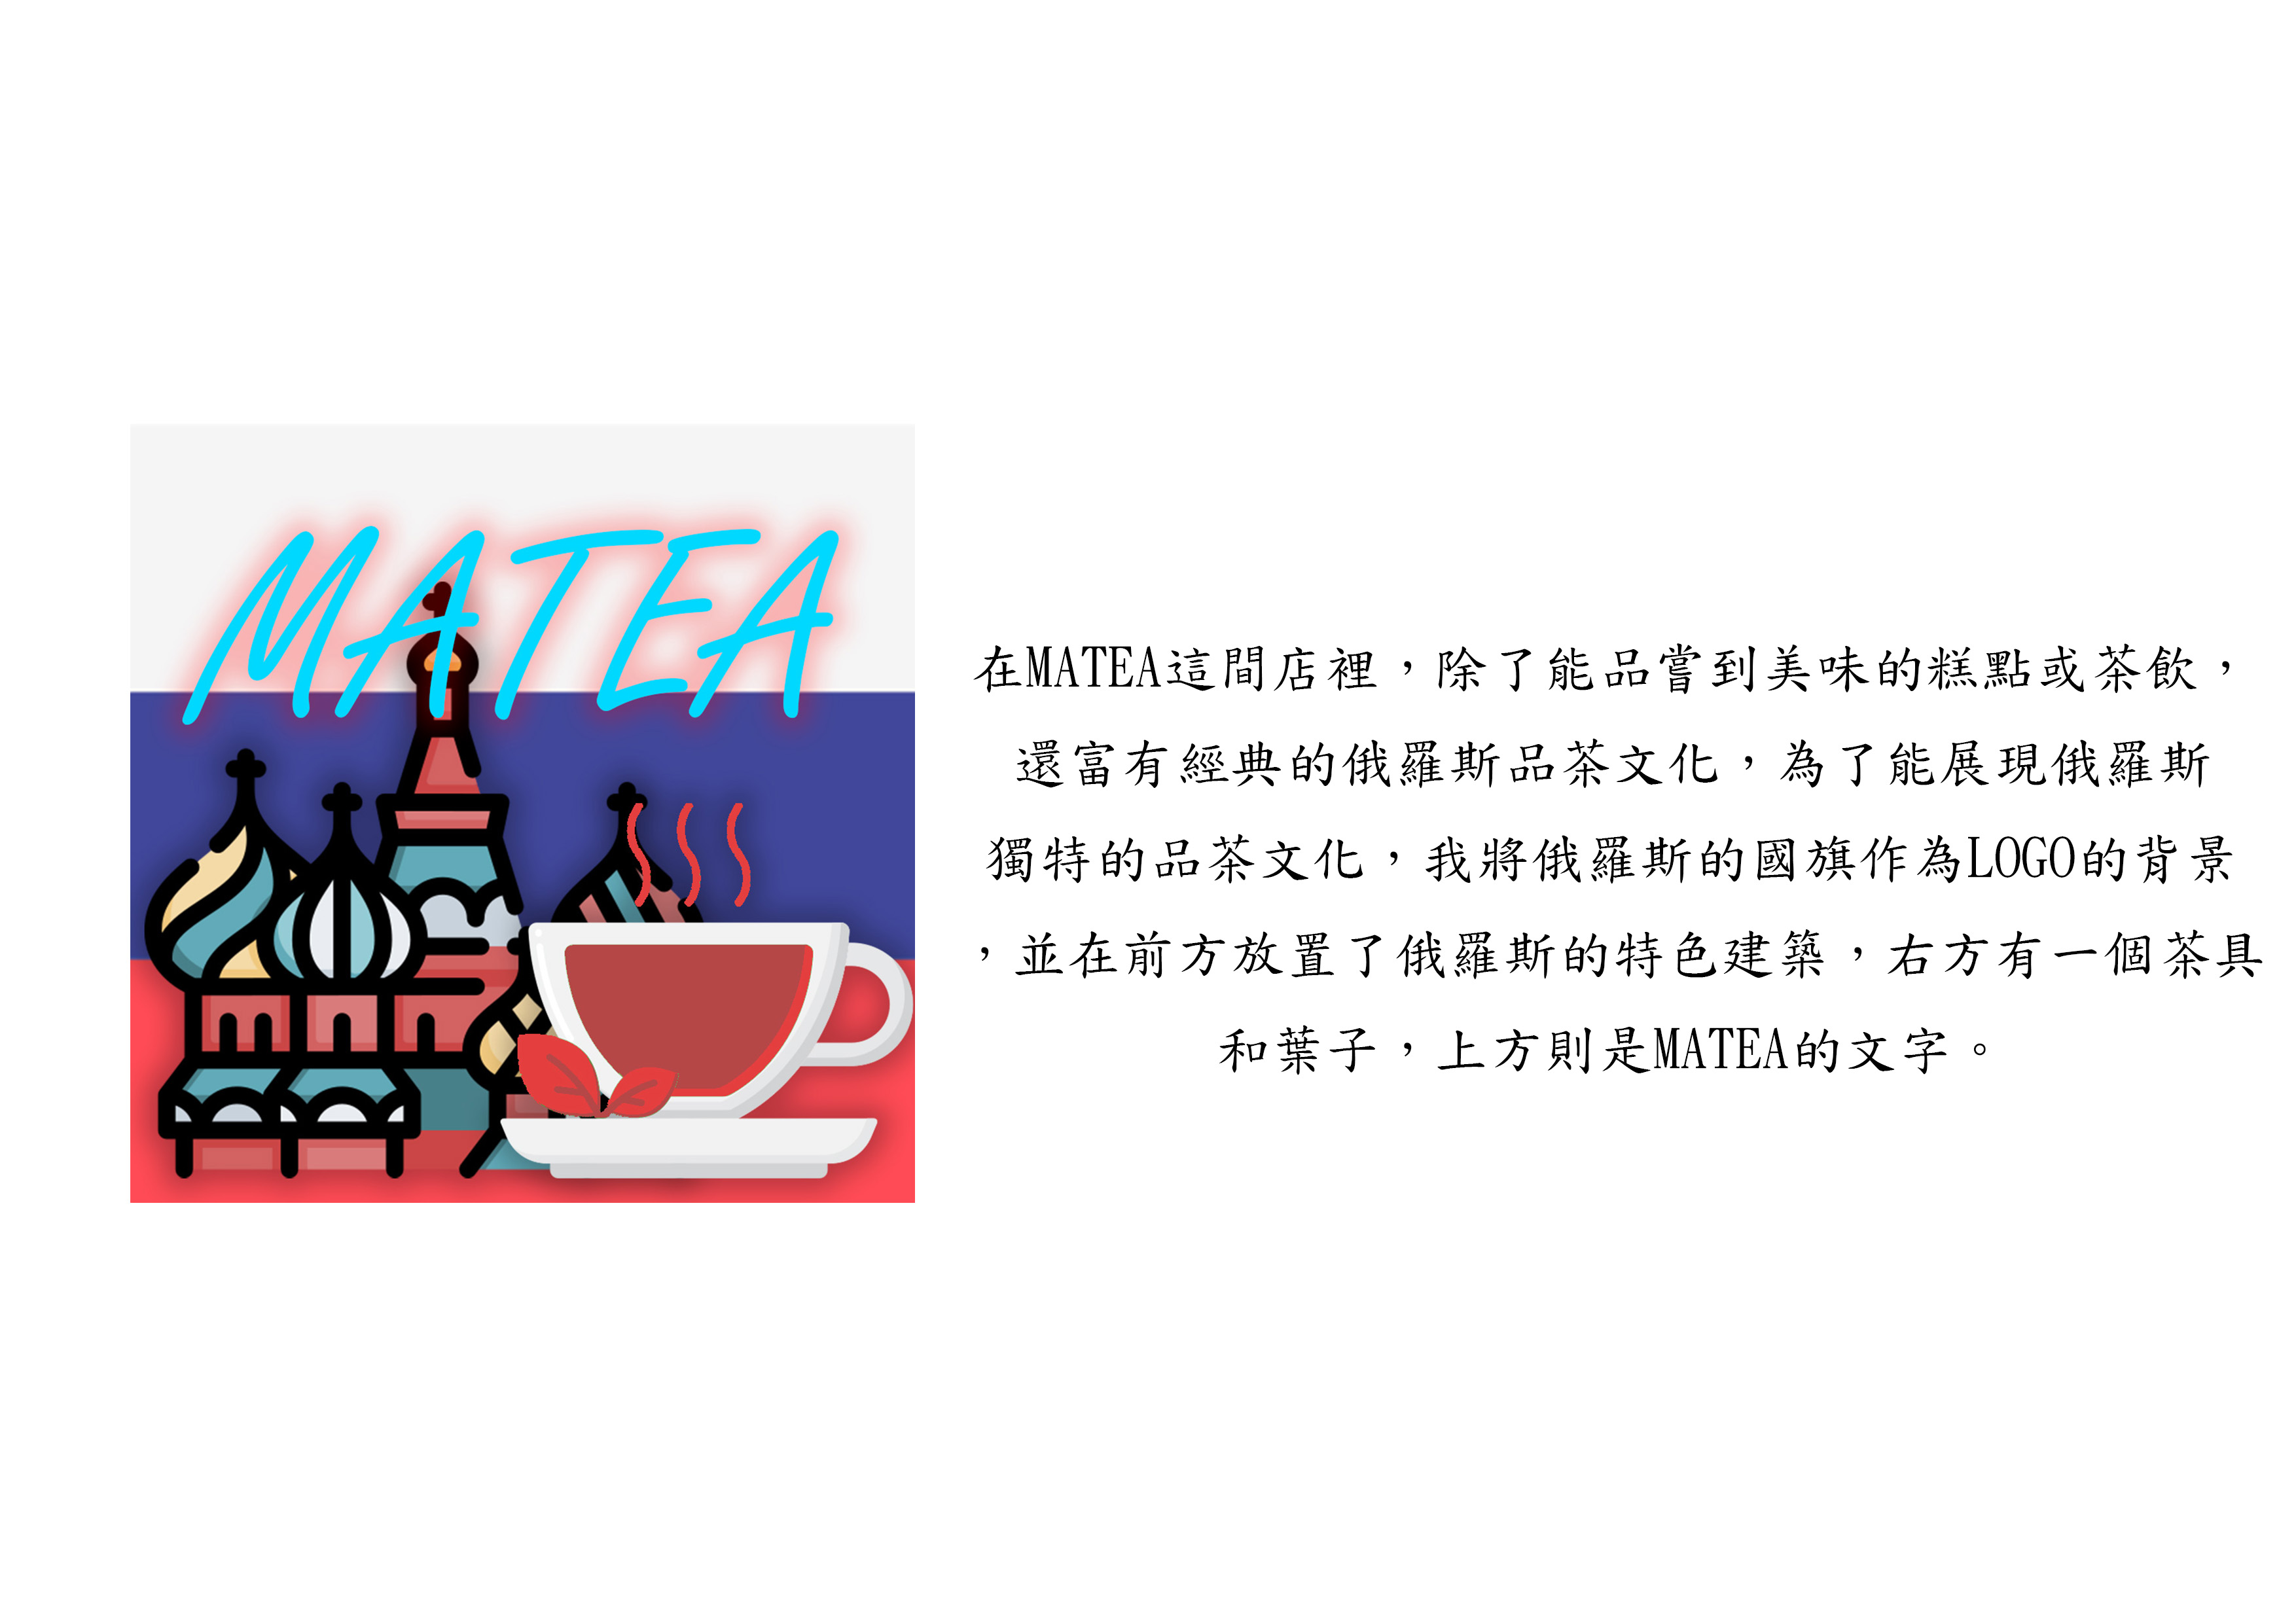 MATEA
在MATEA這間店裡，除了能品嘗到美味的糕點或茶飲，
還富有經典的俄羅斯品茶文化，為了能展現俄羅斯
獨特的品茶文化，我將俄羅斯的國旗作為LOGO的背景
，並在前方放置了俄羅斯的特色建築，右方有一個茶具
和葉子，上方則是MATEA的文字。